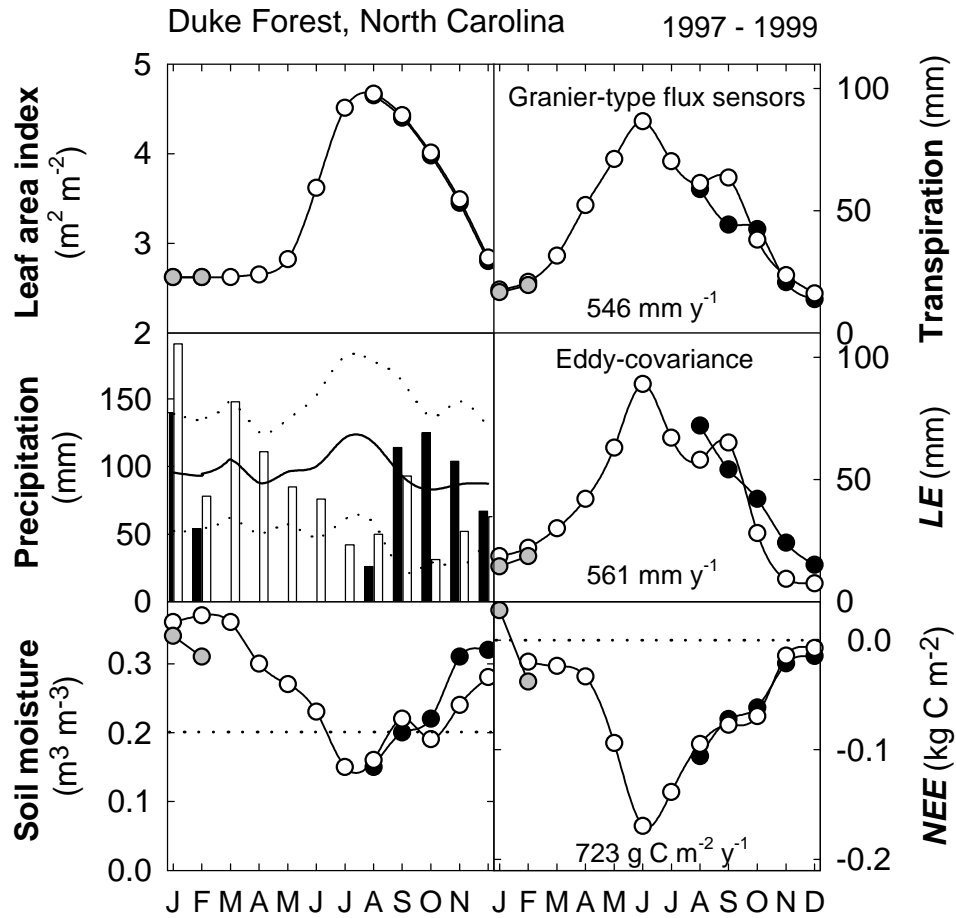 Duke Forest, North Carolina 1997 - 1999
Leaf area index
(m² m⁻²)
5
4
3
2
Granier-type flux sensors
546 mm y⁻¹
100
50
0
Transpiration (mm)
Precipitation
(mm)
150
100
50
0
Eddy-covariance
561 mm y⁻¹
100
50
0
LE (mm)
Soil moisture
(m³ m⁻³)
0.3
0.2
0.1
0.0
723 g C m⁻² y⁻¹
0.0
-0.1
-0.2
NEE (kg C m⁻²)
J F M A M J J A S O N J F M A M J J A S O N D